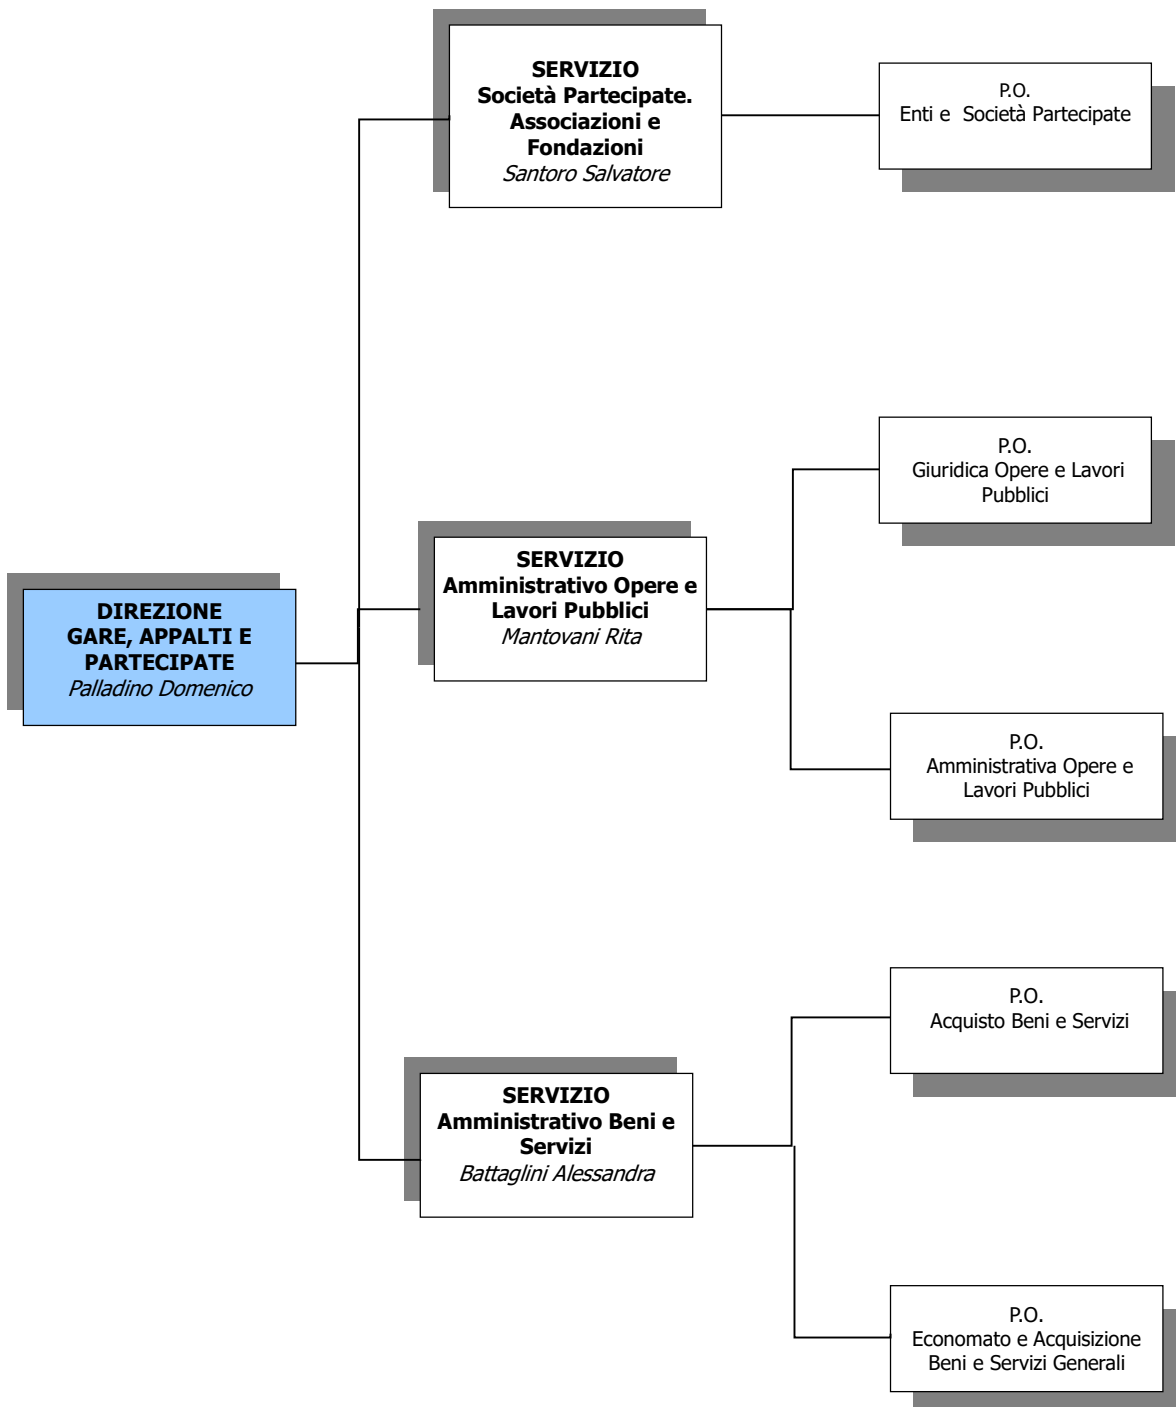 SERVIZIO
Società Partecipate.
Associazioni e
Fondazioni
Santoro Salvatore
P.O.
Enti e  Società Partecipate
P.O.
Giuridica Opere e Lavori
Pubblici
SERVIZIO
Amministrativo Opere e
Lavori Pubblici
Mantovani Rita
DIREZIONE
GARE, APPALTI E
PARTECIPATE
Palladino Domenico
P.O.
Amministrativa Opere e
Lavori Pubblici
P.O.
Acquisto Beni e Servizi
SERVIZIO
Amministrativo Beni e
Servizi
Battaglini Alessandra
P.O.
Economato e Acquisizione
Beni e Servizi Generali